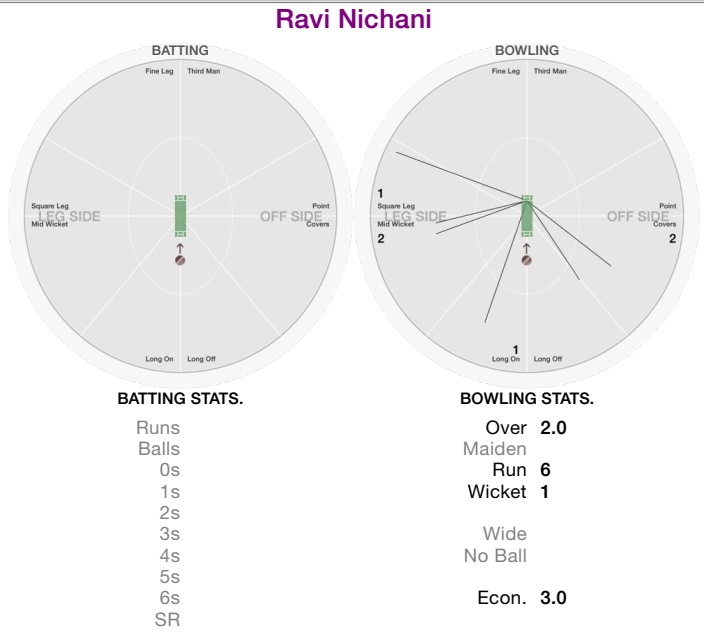 Ravi Nichani
BATTING
Fine Leg Third Man
Square Leg
LEG SIDE
Mid Wicket
Point
OFF SIDE
Covers
Long On Long Off
BOWLING
Fine Leg Third Man
1
Square Leg
LEG SIDE
Mid Wicket
2
Point
OFF SIDE
Covers
2
1
Long On Long Off
BATTING STATS.
Runs
Balls
0s
1s
2s
3s
4s
5s
6s
SR
BOWLING STATS.
Over 2.0
Maiden
Run 6
Wicket 1
Wide
No Ball
Econ. 3.0